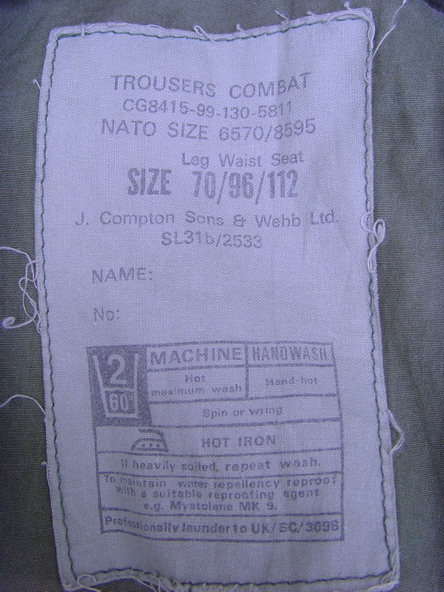 TROUSERS COMBAT
CG8415-99-130-5811
NATO SIZE 6570/8595
Leg Waist Seat
SIZE 70/96/112
J. Compton Sons & Webb Ltd.
SL31b/2533
NAME:
No:
2 MACHINE HANDWASH
60° Hot maximum wash Hand-hot
Spin or wring
HOT IRON
If heavily soiled, repeat wash.
To maintain water repellency reproof
with a suitable reproofing agent
e.g. Mystolene MK 9.
Professionally launder to UK/SC/3698